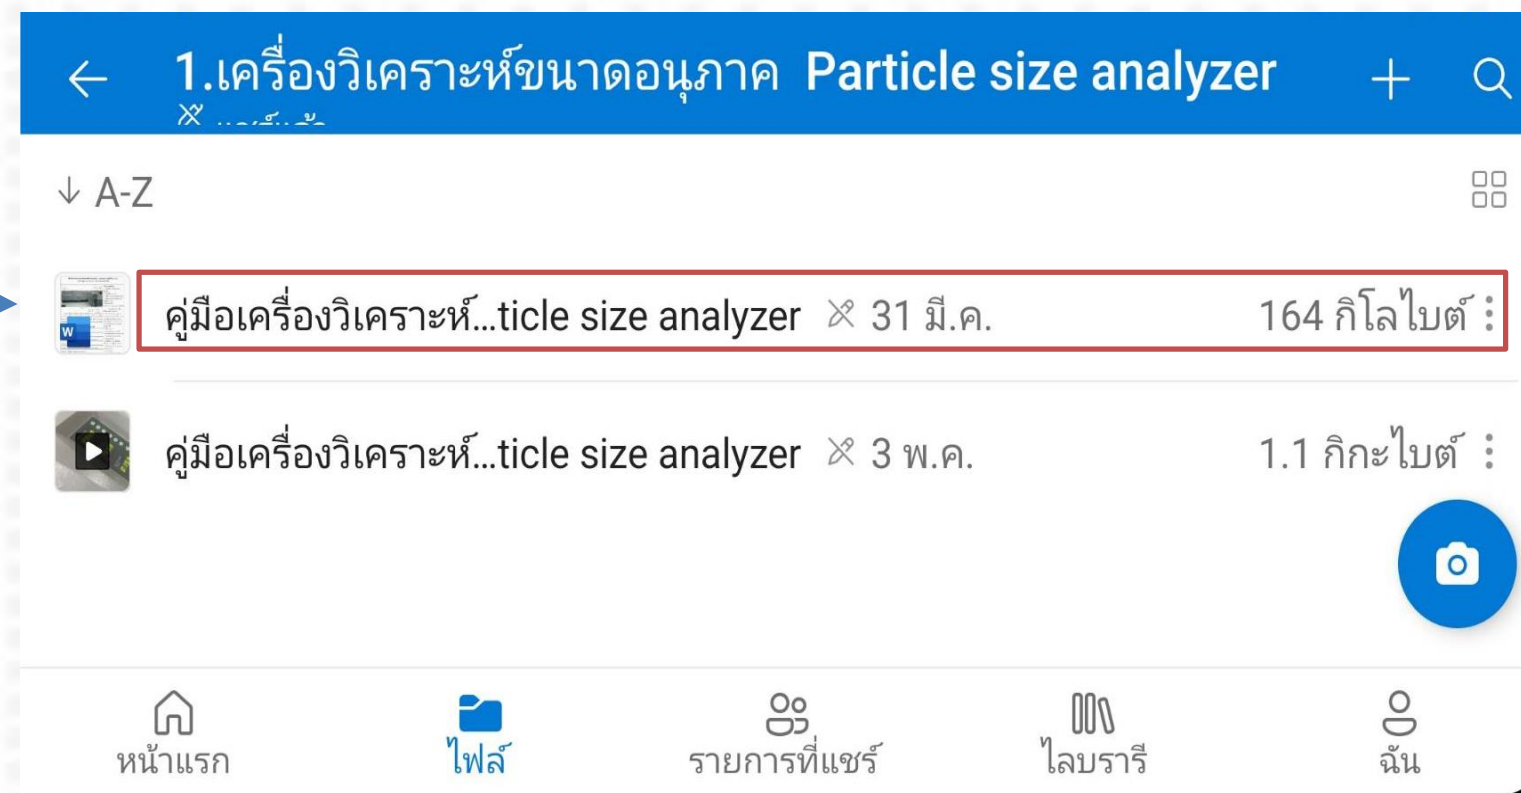 1.เครื่องวิเคราะห์ขนาดอนุภาค Particle size analyzer
A-Z
คู่มือเครื่องวิเคราะห์...ticle size analyzer 31 มี.ค. 164 กิโลไบต์
คู่มือเครื่องวิเคราะห์...ticle size analyzer 3 พ.ค. 1.1 กิกะไบต์
หน้าแรก ไฟล์ รายการที่แชร์ ไลบรารี ฉัน